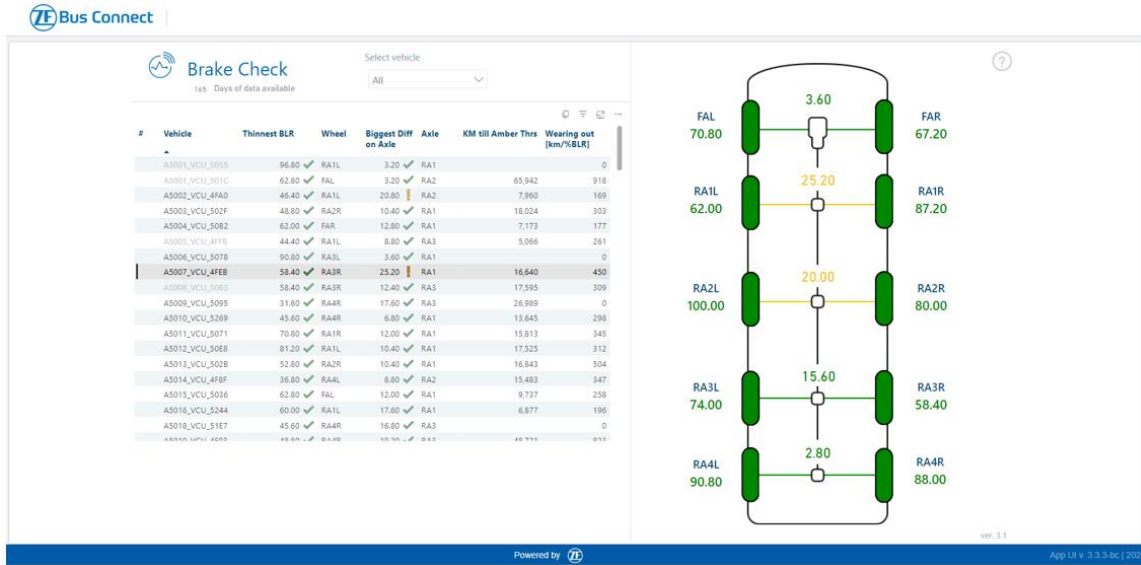 ZF Bus Connect
Brake Check
165 Days of data available
Select vehicle
All
# Vehicle Thinnest BLR Wheel Biggest Diff on Axle Axle KM till Amber Thrs Wearing out [km/%BLR]
A3001_VCU_5055 96.80 RA1L 3.20 RA1 0
A5001_VCU_501C 62.80 FAL 3.20 RA2 65,942 918
A5002_VCU_4FA0 46.40 RA1L 20.80 RA2 7,960 169
A5003_VCU_502F 48.80 RA2R 10.40 RA1 18,024 303
A5004_VCU_50B2 62.00 FAR 12.80 RA1 7,173 177
A5005_VCU_4FFB 44.40 RA1L 8.80 RA3 5,066 261
A5006_VCU_5078 90.80 RA3L 3.60 RA1 0
A5007_VCU_4FEB 58.40 RA3R 25.20 RA1 16,640 450
A5008_VCU_5063 58.40 RA3R 12.40 RA3 17,595 309
A5009_VCU_5095 31.60 RA4R 17.60 RA3 26,989 0
A5010_VCU_5269 45.60 RA4R 6.80 RA1 13,645 298
A5011_VCU_5071 70.80 RA1R 12.00 RA1 15,813 345
A5012_VCU_50E8 81.20 RA1L 10.40 RA1 17,525 312
A5013_VCU_502B 52.80 RA2R 10.40 RA1 16,843 504
A5014_VCU_4F8F 36.80 RA4L 8.80 RA2 15,483 347
A5015_VCU_5036 62.80 FAL 12.00 RA1 9,737 258
A5016_VCU_5244 60.00 RA1L 17.60 RA1 6,877 196
A5018_VCU_51E7 45.60 RA4R 16.80 RA3 0
?
3.60
FAL FAR
70.80 67.20
25.20
RA1L RA1R
62.00 87.20
20.00
RA2L RA2R
100.00 80.00
15.60
RA3L RA3R
74.00 58.40
2.80
RA4L RA4R
90.80 88.00
ver. 3.1
Powered by ZF
App UI v. 3.3.3-bc | 202